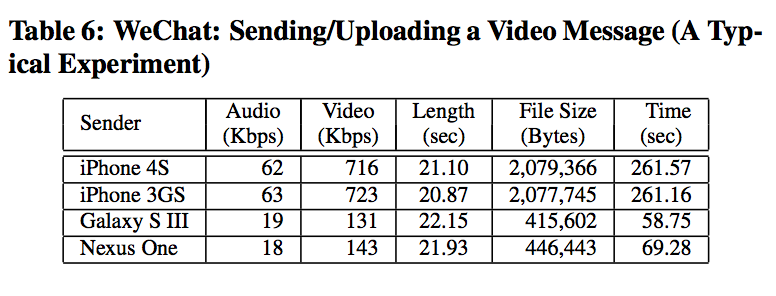 Table 6: WeChat: Sending/Uploading a Video Message (A Typ-
ical Experiment)
Sender Audio (Kbps) Video (Kbps) Length (sec) File Size (Bytes) Time (sec)
iPhone 4S 62 716 21.10 2,079,366 261.57
iPhone 3GS 63 723 20.87 2,077,745 261.16
Galaxy S III 19 131 22.15 415,602 58.75
Nexus One 18 143 21.93 446,443 69.28